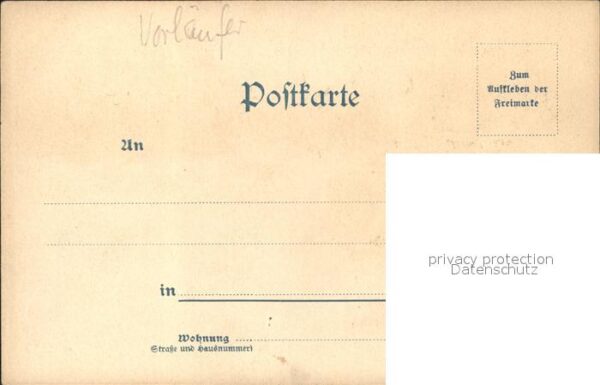 Vorläufer
Postkarte
Zum
Aufkleben der
Freimarke
An
privacy protection
Datenschutz
in
Wohnung
(Straße und Hausnummer)